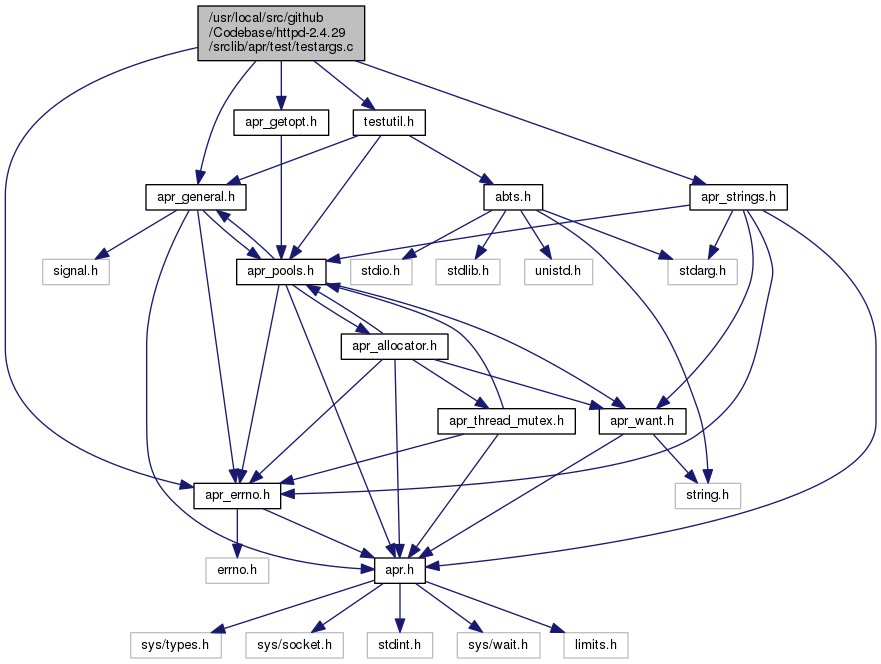 /usr/local/src/github
/Codebase/httpd-2.4.29
/srclib/apr/test/testargs.c
apr_getopt.h
testutil.h
apr_general.h
abts.h
apr_strings.h
signal.h
apr_pools.h
stdio.h
stdlib.h
unistd.h
stdarg.h
apr_allocator.h
apr_thread_mutex.h
apr_want.h
apr_errno.h
string.h
errno.h
apr.h
sys/types.h
sys/socket.h
stdint.h
sys/wait.h
limits.h